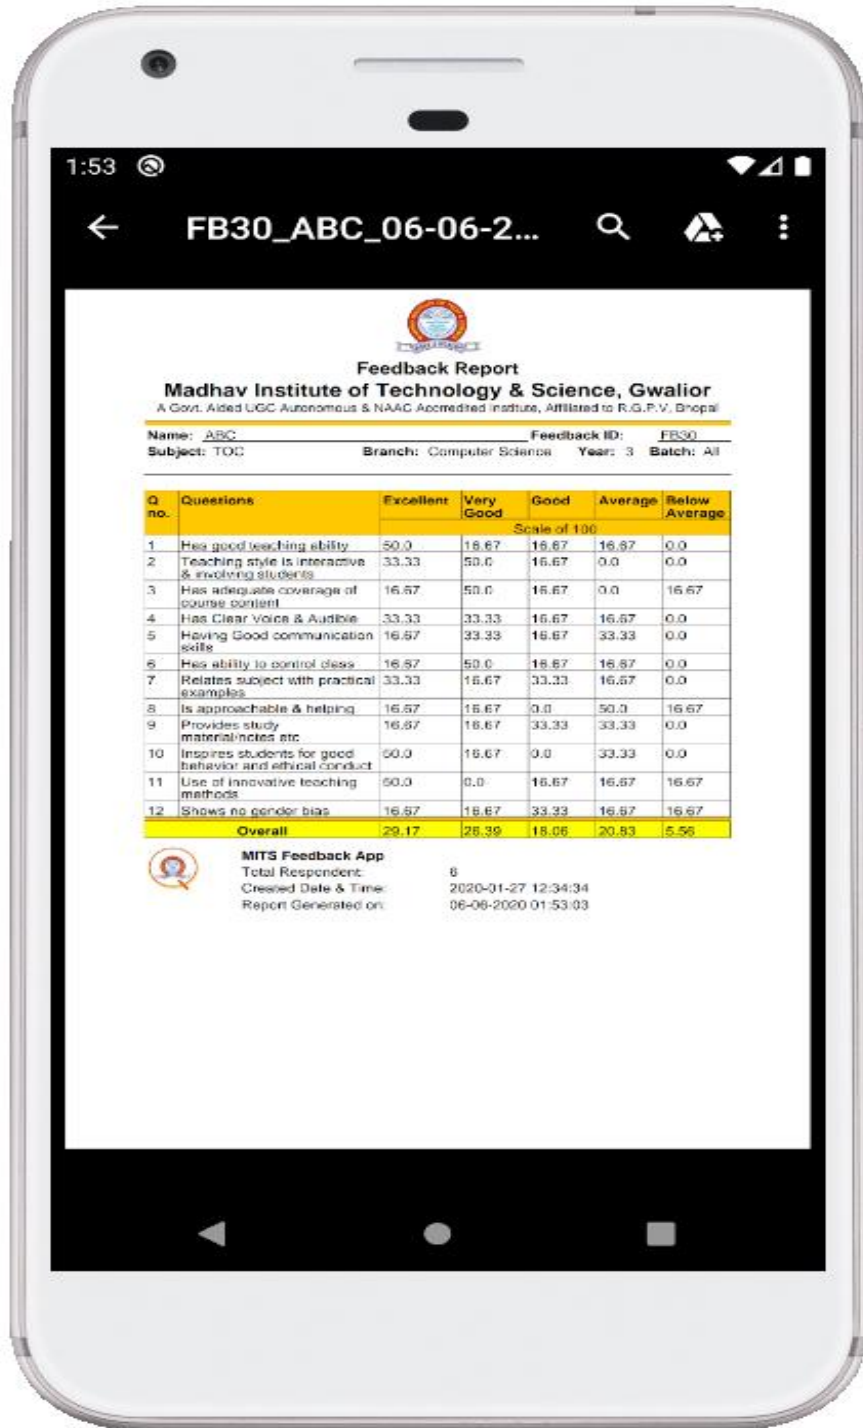 1:53
FB30_ABC_06-06-2...
Feedback Report
Madhav Institute of Technology & Science, Gwalior
A Govt. Aided UGC Autonomous & NAAC Accredited Institute, Affiliated to R.G.P.V, Bhopal
Name: ABC Feedback ID: FB30
Subject: TOC Branch: Computer Science Year: 3 Batch: All
Q no. Questions Excellent Very Good Good Average Below Average
Scale of 100
1 Has good teaching ability 50.0 16.67 16.67 16.67 0.0
2 Teaching style is interactive & involving students 33.33 50.0 16.67 0.0 0.0
3 Has adequate coverage of course content 16.67 50.0 16.67 0.0 16.67
4 Has Clear Voice & Audible 33.33 33.33 16.67 16.67 0.0
5 Having Good communication skills 16.67 33.33 16.67 33.33 0.0
6 Has ability to control class 16.67 50.0 16.67 16.67 0.0
7 Relates subject with practical examples 33.33 16.67 33.33 16.67 0.0
8 Is approachable & helping 16.67 16.67 0.0 50.0 16.67
9 Provides study material/notes etc 16.67 16.67 33.33 33.33 0.0
10 Inspires students for good behavior and ethical conduct 50.0 16.67 0.0 33.33 0.0
11 Use of innovative teaching methods 50.0 0.0 16.67 16.67 16.67
12 Shows no gender bias 16.67 16.67 33.33 16.67 16.67
Overall 29.17 26.39 18.06 20.83 5.56
MITS Feedback App
Total Respondent: 6
Created Date & Time: 2020-01-27 12:34:34
Report Generated on: 06-06-2020 01:53:03